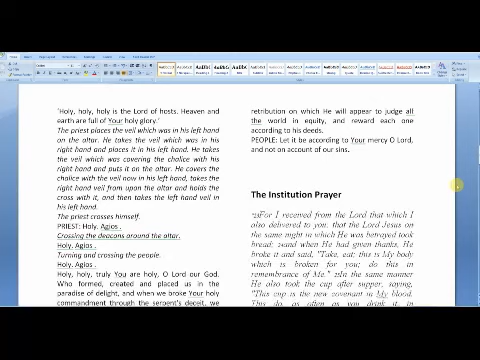 'Holy, holy, holy is the Lord of hosts. Heaven and
earth are full of Your holy glory.'
The priest places the veil which was in his left hand
on the altar. He takes the veil which was in his
right hand and places it in his left hand. He takes
the veil which was covering the chalice with his
right hand and puts it on the altar. He covers the
chalice with the veil now in his left hand, takes the
right hand veil from upon the altar and holds the
cross with it, and then takes the left hand veil in
his left hand.
The priest crosses himself.
PRIEST: Holy. Agios .
Crossing the deacons around the altar.
Holy. Agios .
Turning and crossing the people.
Holy. Agios .
Holy, holy, truly You are holy, O Lord our God,
Who formed, created and placed us in the
paradise of delight, and when we broke Your holy
commandment through the serpent's deceit, we
retribution on which He will appear to judge all
the world in equity, and reward each one
according to his deeds.
PEOPLE: Let it be according to Your mercy O Lord,
and not on account of our sins.
The Institution Prayer
23For I received from the Lord that which I
also delivered to you: that the Lord Jesus on
the same night in which He was betrayed took
bread; 24and when He had given thanks, He
broke it and said, "Take, eat; this is My body
which is broken for you; do this in
remembrance of Me." 25In the same manner
He also took the cup after supper, saying,
"This cup is the new covenant in My blood.
This do, as often as you drink it, in